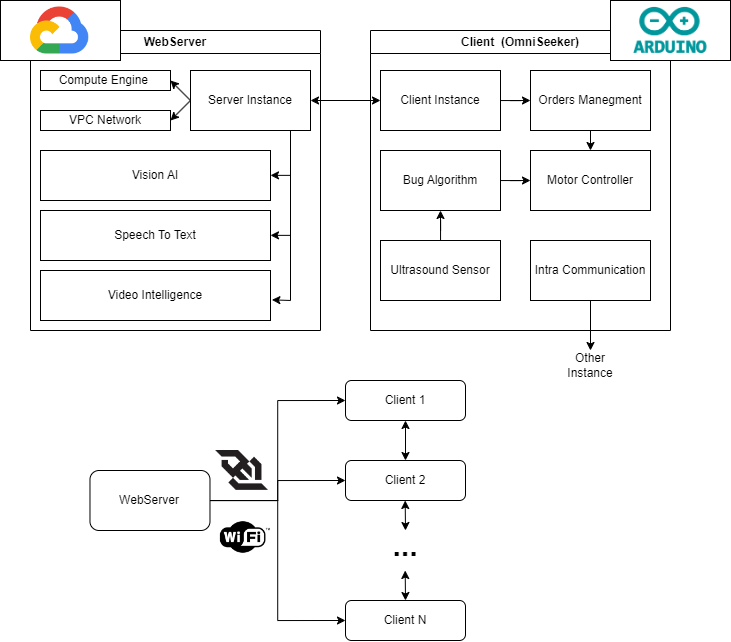 WebServer
Client (OmniSeeker)
ARDUINO
Compute Engine
Server Instance
VPC Network
Client Instance
Orders Managment
Vision AI
Bug Algorithm
Motor Controller
Speech To Text
Ultrasound Sensor
Intra Communication
Video Intelligence
Other
Instance
Client 1
Client 2
WebServer
Wi Fi
TM
...
Client N